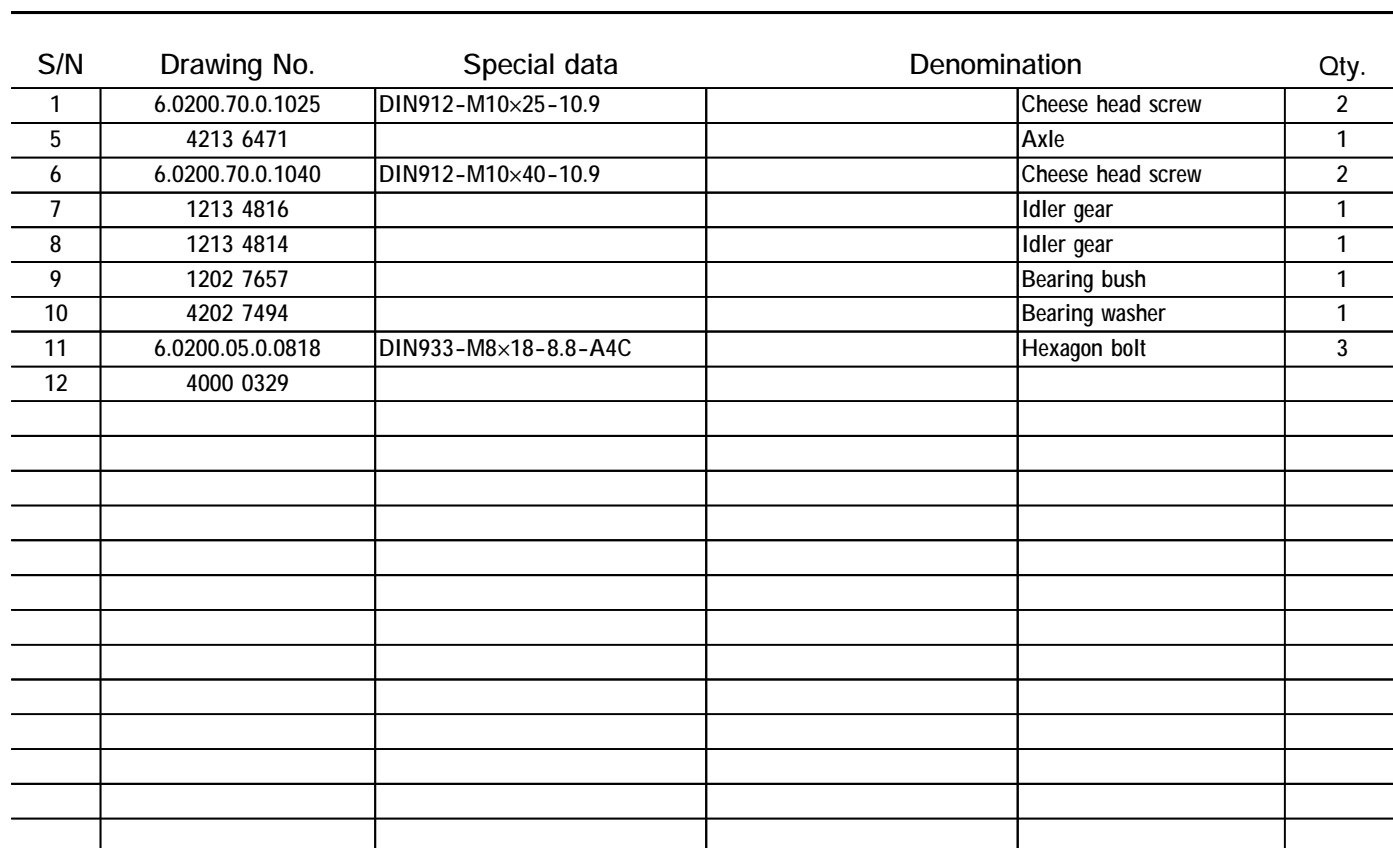 S/N Drawing No. Special data Denomination Qty.
1 6.0200.70.0.1025 DIN912-M10×25-10.9 Cheese head screw 2
5 4213 6471 Axle 1
6 6.0200.70.0.1040 DIN912-M10×40-10.9 Cheese head screw 2
7 1213 4816 Idler gear 1
8 1213 4814 Idler gear 1
9 1202 7657 Bearing bush 1
10 4202 7494 Bearing washer 1
11 6.0200.05.0.0818 DIN933-M8×18-8.8-A4C Hexagon bolt 3
12 4000 0329